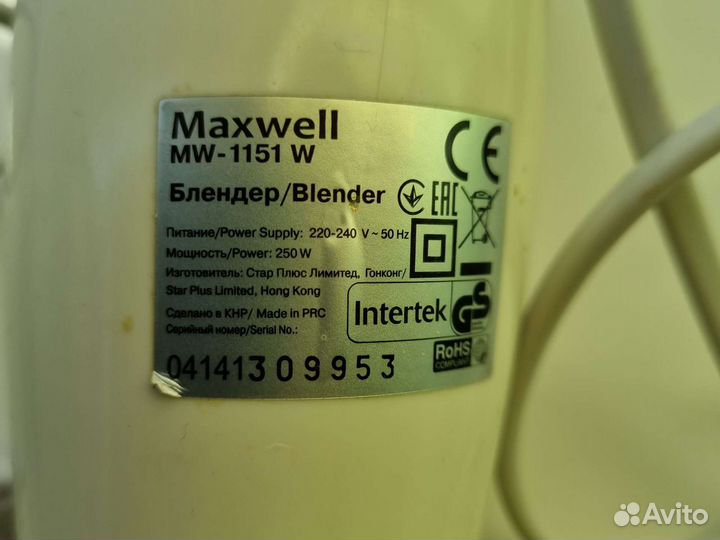 Maxwell
MW-1151 W
Блендер/Blender
EAC
Питание/Power Supply: 220-240 V ~ 50 Hz
Мощность/Power: 250 W
Изготовитель: Стар Плюс Лимитед, Гонконг/
Star Plus Limited, Hong Kong
Сделано в КНР/ Made in PRC
Серийный номер/Serial No.:
Intertek
GS
RoHS
COMPLIANT
04141309953
Avito